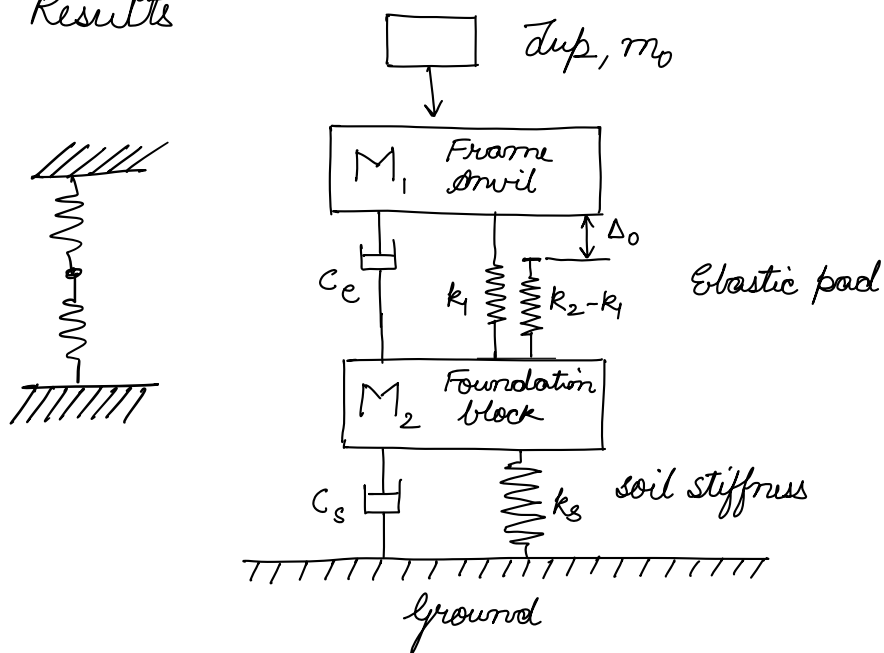 Results
Tup, m₀
M₁ Frame
Anvil
Δ₀
Cₑ
k₁
k₂-k₁
Elastic pad
M₂ Foundation
block
Cₛ
kₛ
soil stiffness
Ground